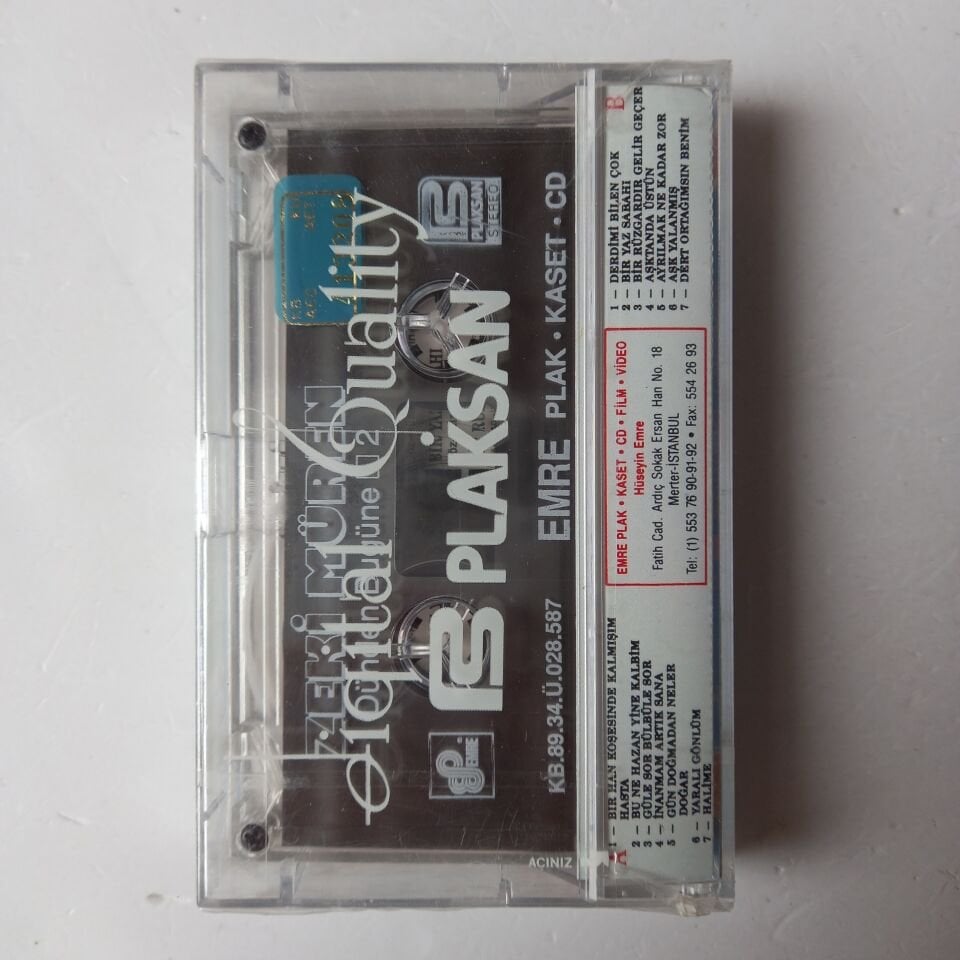 ZEKİ MÜREN
Dünden Bugüne 2
Digital Quality
PLAKSAN
STEREO
PLAKSAN
EMRE
EMRE PLAK • KASET • CD
KB.89.34.Ü.028.587
AÇINIZ
A
1 – BİR HAN KÖŞESİNDE KALMIŞIM
HASTA
2 – BU NE HAZAN YİNE KALBİM
3 – GÜLE SOR BÜLBÜLE SOR
4 – İNANMAM ARTIK SANA
5 – GÜN DOĞMADAN NELER
DOĞAR
6 – YARALI GÖNLÜM
7 – HALİME
EMRE PLAK • KASET • CD • FİLM • VİDEO
Hüseyin Emre
Fatih Cad. Ardıç Sokak Ersan Han No. 18
Merter-İSTANBUL
Tel: (1) 553 76 90-91-92 • Fax: 554 26 93
B
1 – DERDİMİ BİLEN ÇOK
2 – BİR YAZ SABAHI
3 – BİR RÜZGARDIR GELİR GEÇER
4 – AŞKTANDA ÜSTÜN
5 – AYRILMAK NE KADAR ZOR
6 – AŞK YALANMIŞ
7 – DERT ORTAĞIMSIN BENİM